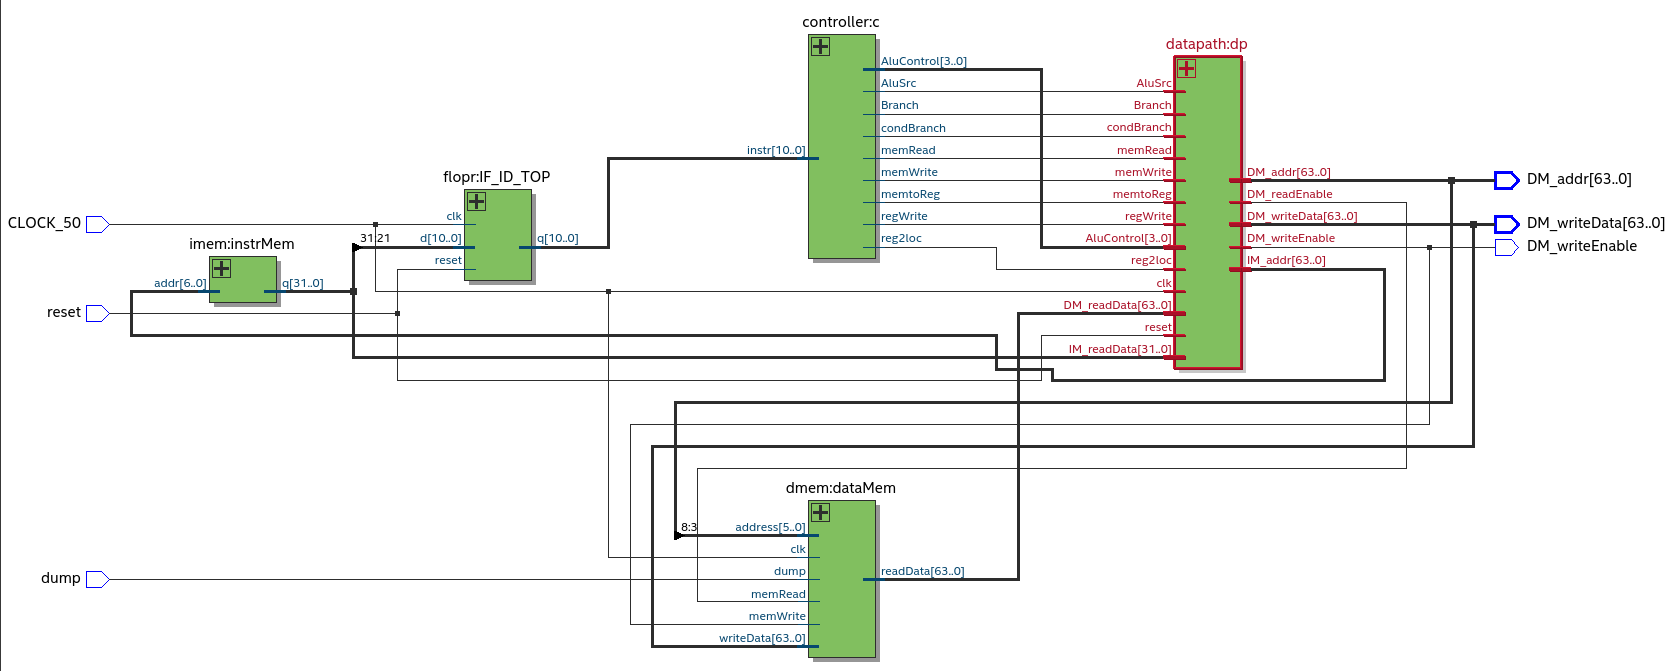 controller:c
AluControl[3..0]
AluSrc
Branch
condBranch
memRead
memWrite
memtoReg
regWrite
reg2loc
instr[10..0]
datapath:dp
AluSrc
Branch
condBranch
memRead
memWrite
memtoReg
regWrite
AluControl[3..0]
reg2loc
clk
DM_readData[63..0]
reset
IM_readData[31..0]
DM_addr[63..0]
DM_readEnable
DM_writeData[63..0]
DM_writeEnable
IM_addr[63..0]
DM_addr[63..0]
DM_writeData[63..0]
DM_writeEnable
flopr:IF_ID_TOP
clk
d[10..0]
reset
q[10..0]
31:21
CLOCK_50
imem:instrMem
addr[6..0]
q[31..0]
reset
dmem:dataMem
8:3
address[5..0]
clk
dump
memRead
memWrite
writeData[63..0]
readData[63..0]
dump